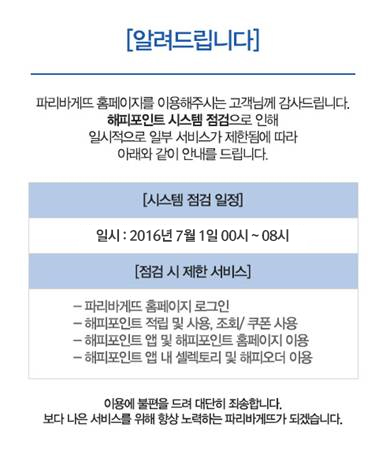 [알려드립니다]
파리바게뜨 홈페이지를 이용해주시는 고객님께 감사드립니다.
해피포인트 시스템 점검으로 인해
일시적으로 일부 서비스가 제한됨에 따라
아래와 같이 안내를 드립니다.
[시스템 점검 일정]
일시 : 2016년 7월 1일 00시 ~ 08시
[점검 시 제한 서비스]
– 파리바게뜨 홈페이지 로그인
– 해피포인트 적립 및 사용, 조회/ 쿠폰 사용
– 해피포인트 앱 및 해피포인트 홈페이지 이용
– 해피포인트 앱 내 셀렉토리 및 해피오더 이용
이용에 불편을 드려 대단히 죄송합니다.
보다 나은 서비스를 위해 항상 노력하는 파리바게뜨가 되겠습니다.